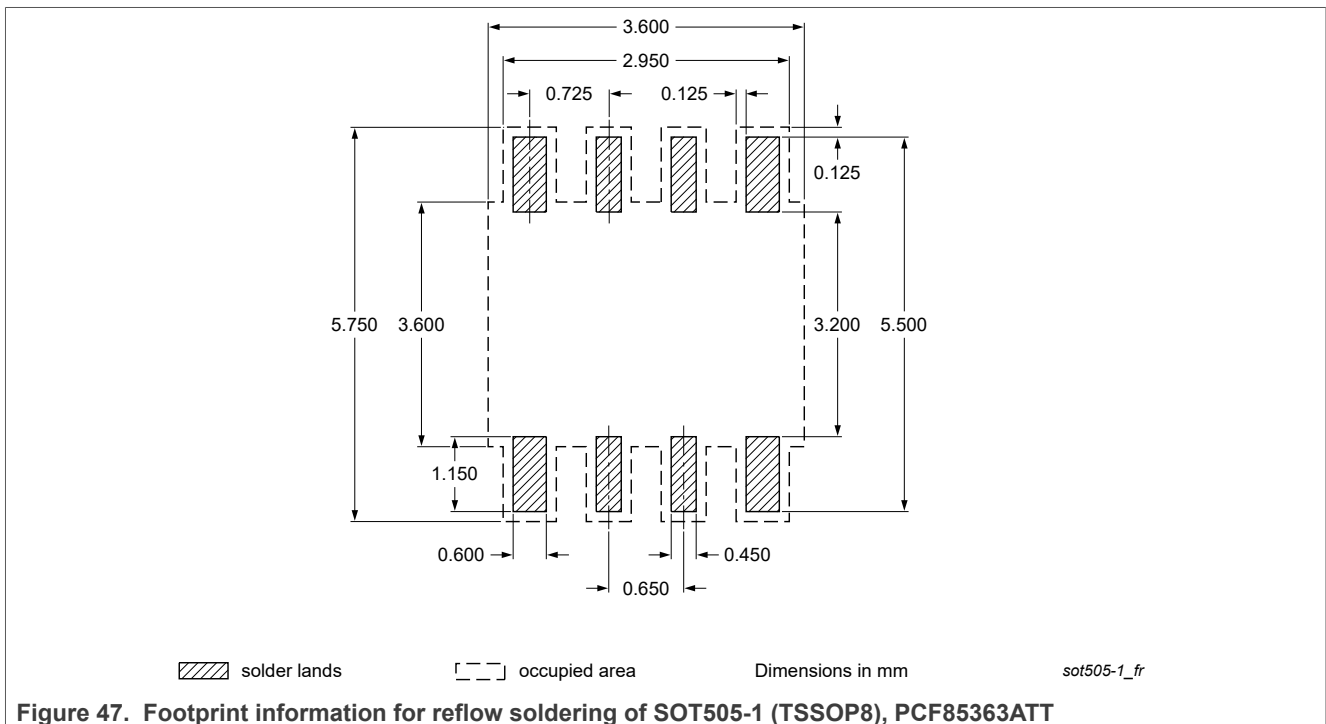 3.600
2.950
0.725 0.125
0.125
5.750 3.600 3.200 5.500
1.150
0.600 0.450
0.650
solder lands occupied area Dimensions in mm sot505-1_fr
Figure 47. Footprint information for reflow soldering of SOT505-1 (TSSOP8), PCF85363ATT